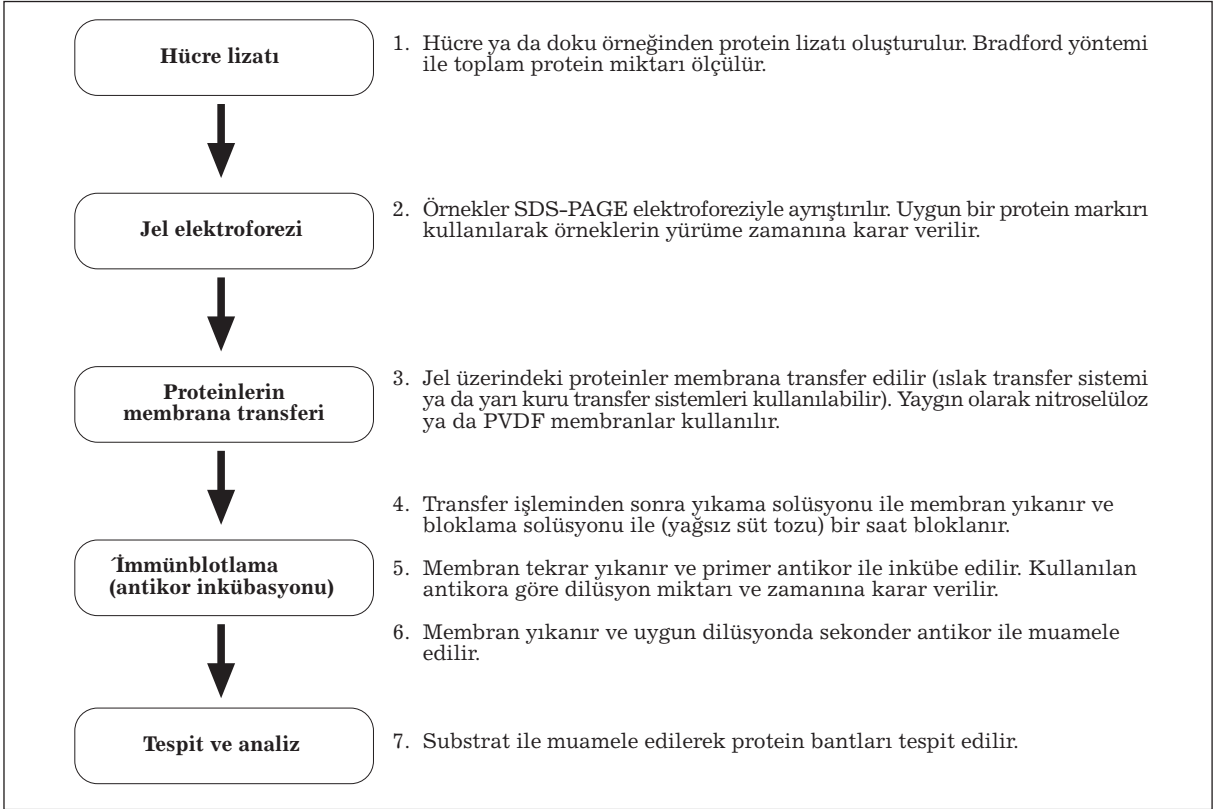 Hücre lizatı
1. Hücre ya da doku örneğinden protein lizatı oluşturulur. Bradford yöntemi
ile toplam protein miktarı ölçülür.
Jel elektroforezi
2. Örnekler SDS-PAGE elektroforeziyle ayrıştırılır. Uygun bir protein markırı
kullanılarak örneklerin yürüme zamanına karar verilir.
Proteinlerin
membrana transferi
3. Jel üzerindeki proteinler membrana transfer edilir (ıslak transfer sistemi
ya da yarı kuru transfer sistemleri kullanılabilir). Yaygın olarak nitroselüloz
ya da PVDF membranlar kullanılır.
4. Transfer işleminden sonra yıkama solüsyonu ile membran yıkanır ve
bloklama solüsyonu ile (yağsız süt tozu) bir saat bloklanır.
İmmünblotlama
(antikor inkübasyonu)
5. Membran tekrar yıkanır ve primer antikor ile inkübe edilir. Kullanılan
antikora göre dilüsyon miktarı ve zamanına karar verilir.
6. Membran yıkanır ve uygun dilüsyonda sekonder antikor ile muamele
edilir.
Tespit ve analiz
7. Substrat ile muamele edilerek protein bantları tespit edilir.